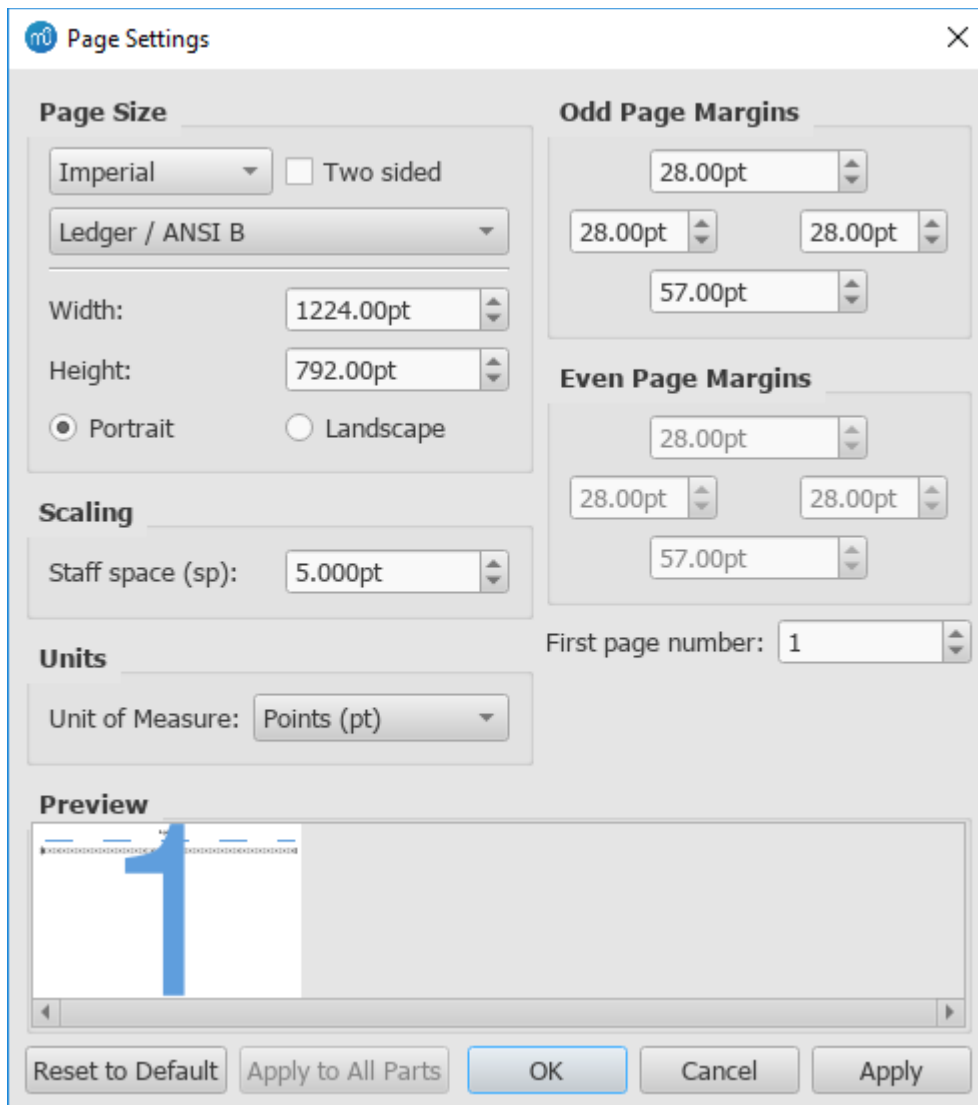 Page Settings
Page Size
Imperial
Two sided
Ledger / ANSI B
Width:
1224.00pt
Height:
792.00pt
Portrait
Landscape
Scaling
Staff space (sp):
5.000pt
Units
Unit of Measure:
Points (pt)
Odd Page Margins
28.00pt
28.00pt
28.00pt
57.00pt
Even Page Margins
28.00pt
28.00pt
28.00pt
57.00pt
First page number:
1
Preview
1
Reset to Default
Apply to All Parts
OK
Cancel
Apply